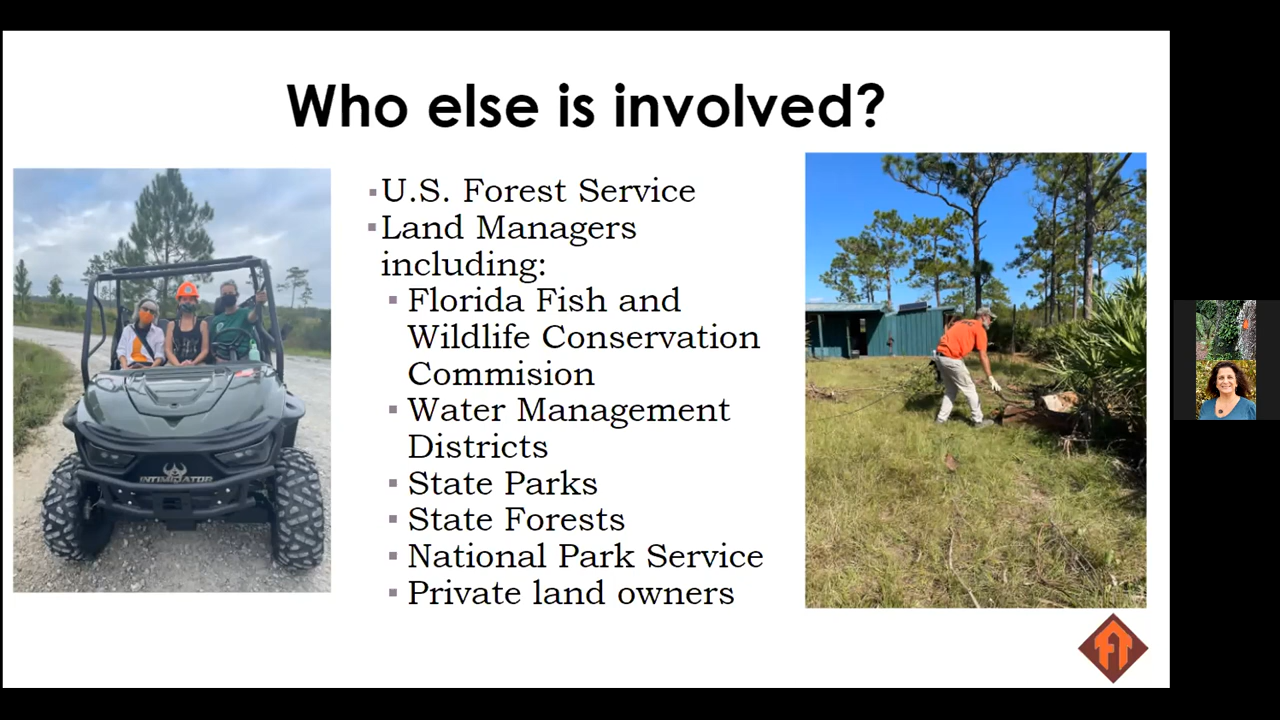 Who else is involved?
U.S. Forest Service
Land Managers
including:
Florida Fish and
Wildlife Conservation
Commision
Water Management
Districts
State Parks
State Forests
National Park Service
Private land owners
INTIMIDATOR
FT